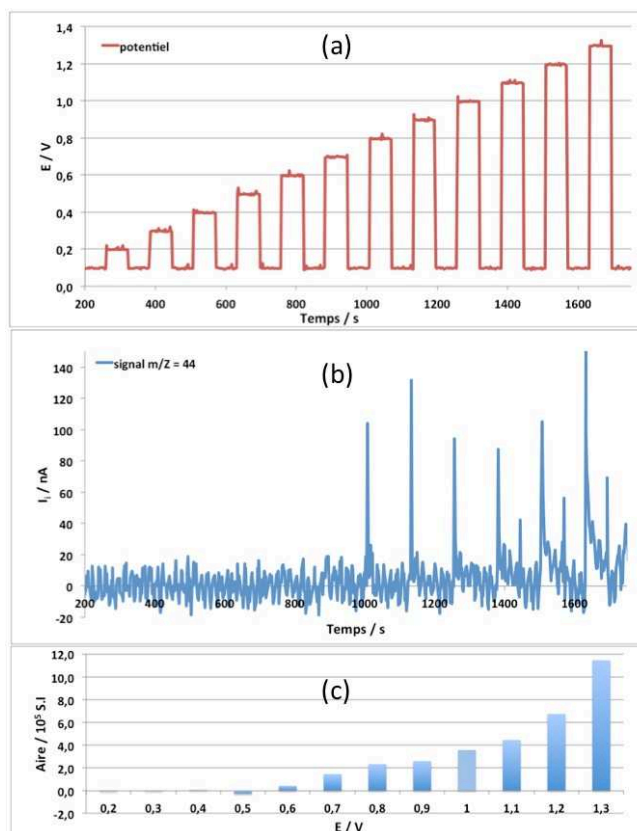 (a)
potentiel
1,4
1,2
1,0
0,8
0,6
0,4
0,2
0,0
E / V
200 400 600 800 1000 1200 1400 1600
Temps / s
(b)
signal m/Z = 44
140
120
100
80
60
40
20
0
-20
Iᵢ / nA
200 400 600 800 1000 1200 1400 1600
Temps / s
(c)
12,0
10,0
8,0
6,0
4,0
2,0
0,0
-2,0
Aire / 10⁵ S.I
0,2 0,3 0,4 0,5 0,6 0,7 0,8 0,9 1 1,1 1,2 1,3
E / V